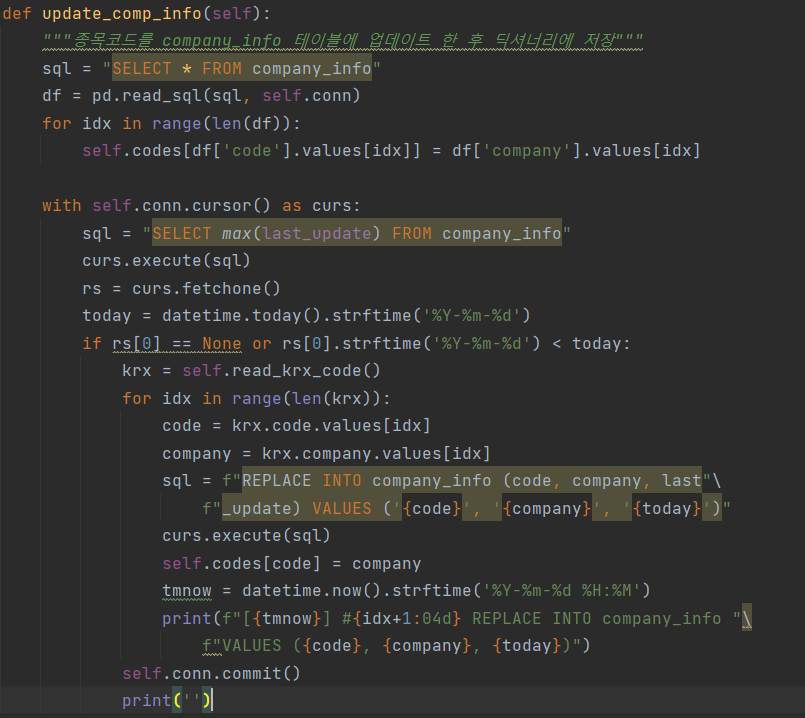 def update_comp_info(self):
    """종목코드를 company_info 테이블에 업데이트 한 후 딕셔너리에 저장"""
    sql = "SELECT * FROM company_info"
    df = pd.read_sql(sql, self.conn)
    for idx in range(len(df)):
        self.codes[df['code'].values[idx]] = df['company'].values[idx]

    with self.conn.cursor() as curs:
        sql = "SELECT max(last_update) FROM company_info"
        curs.execute(sql)
        rs = curs.fetchone()
        today = datetime.today().strftime('%Y-%m-%d')
        if rs[0] == None or rs[0].strftime('%Y-%m-%d') < today:
            krx = self.read_krx_code()
            for idx in range(len(krx)):
                code = krx.code.values[idx]
                company = krx.company.values[idx]
                sql = f"REPLACE INTO company_info (code, company, last"\
                    f"_update) VALUES ('{code}', '{company}', '{today}')"
                curs.execute(sql)
                self.codes[code] = company
                tmnow = datetime.now().strftime('%Y-%m-%d %H:%M')
                print(f"[{tmnow}] #{idx+1:04d} REPLACE INTO company_info "\
                    f"VALUES ({code}, {company}, {today})")
            self.conn.commit()
            print('')